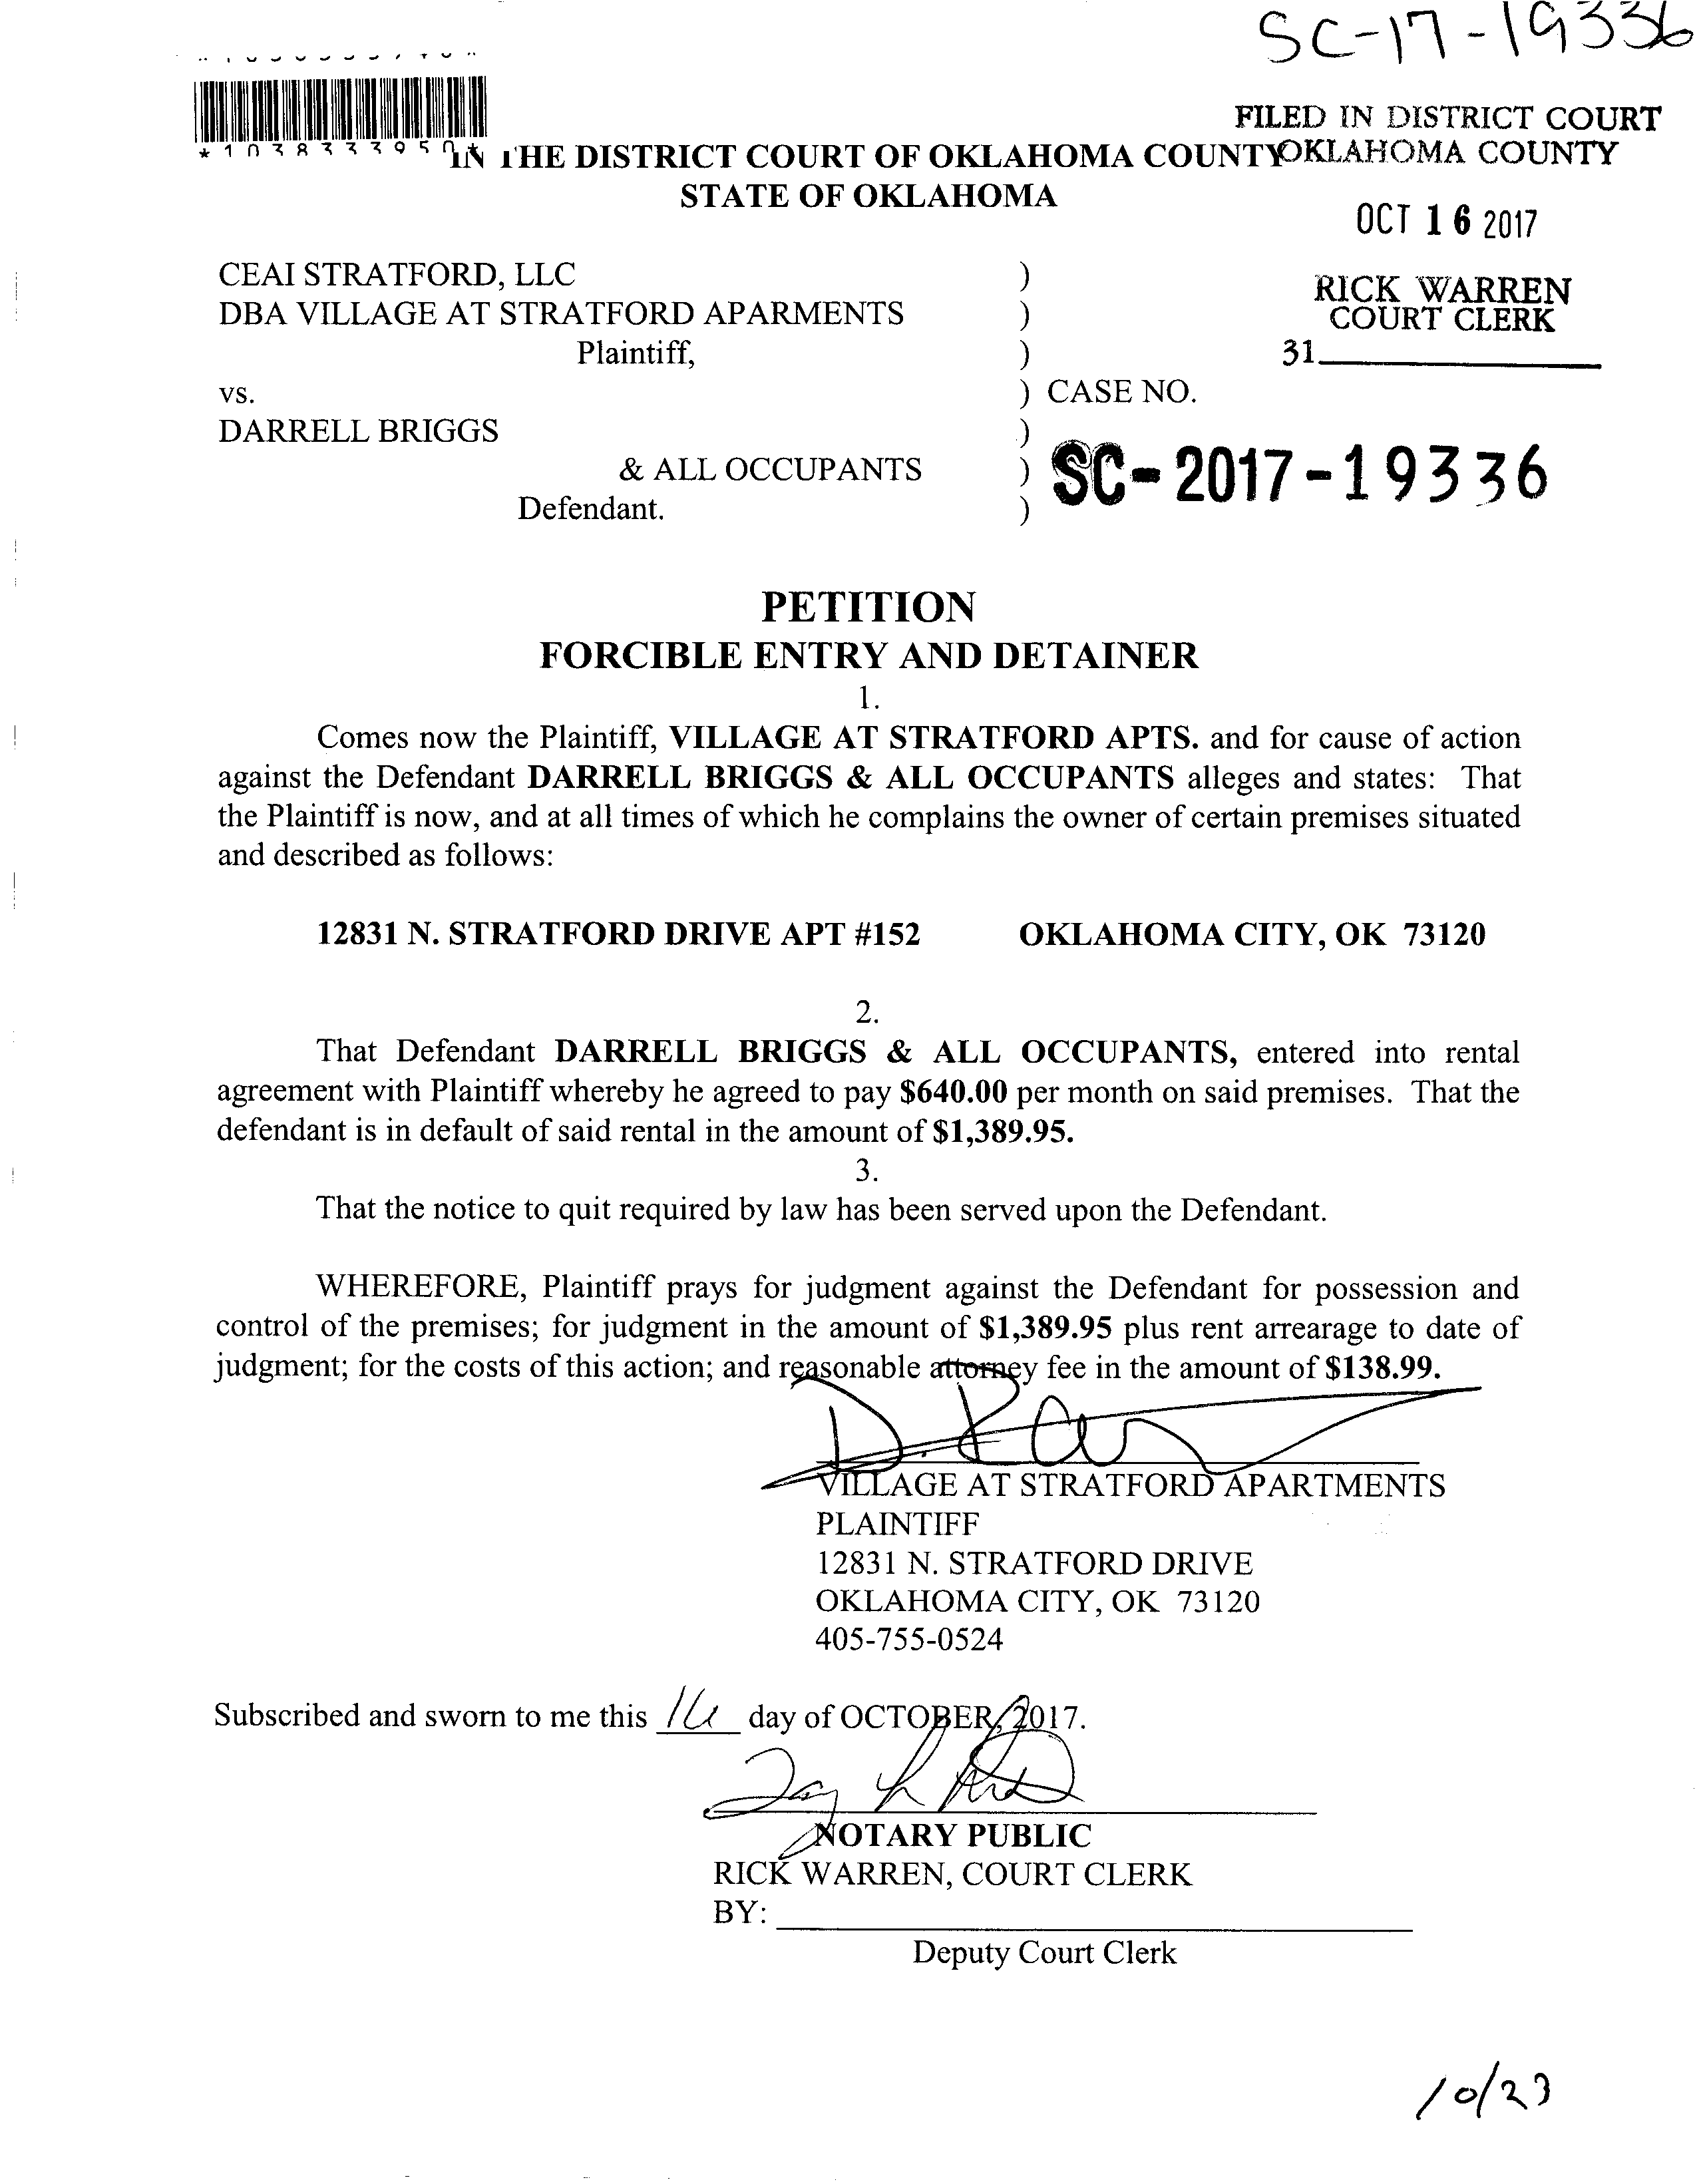 SC-17-19336
FILED IN DISTRICT COURT
OKLAHOMA COUNTY
*1038333950*
IN THE DISTRICT COURT OF OKLAHOMA COUNTY
STATE OF OKLAHOMA
OCT 16 2017
RICK WARREN
COURT CLERK
31
CEAI STRATFORD, LLC )
DBA VILLAGE AT STRATFORD APARMENTS )
Plaintiff, )
vs. ) CASE NO.
DARRELL BRIGGS )
& ALL OCCUPANTS ) SC-2017-19336
Defendant. )
PETITION
FORCIBLE ENTRY AND DETAINER
1.
Comes now the Plaintiff, VILLAGE AT STRATFORD APTS. and for cause of action
against the Defendant DARRELL BRIGGS & ALL OCCUPANTS alleges and states: That
the Plaintiff is now, and at all times of which he complains the owner of certain premises situated
and described as follows:
12831 N. STRATFORD DRIVE APT #152 OKLAHOMA CITY, OK 73120
2.
That Defendant DARRELL BRIGGS & ALL OCCUPANTS, entered into rental
agreement with Plaintiff whereby he agreed to pay $640.00 per month on said premises. That the
defendant is in default of said rental in the amount of $1,389.95.
3.
That the notice to quit required by law has been served upon the Defendant.
WHEREFORE, Plaintiff prays for judgment against the Defendant for possession and
control of the premises; for judgment in the amount of $1,389.95 plus rent arrearage to date of
judgment; for the costs of this action; and reasonable attorney fee in the amount of $138.99.
VILLAGE AT STRATFORD APARTMENTS
PLAINTIFF
12831 N. STRATFORD DRIVE
OKLAHOMA CITY, OK 73120
405-755-0524
Subscribed and sworn to me this 16 day of OCTOBER, 2017.
NOTARY PUBLIC
RICK WARREN, COURT CLERK
BY:
Deputy Court Clerk
10/23